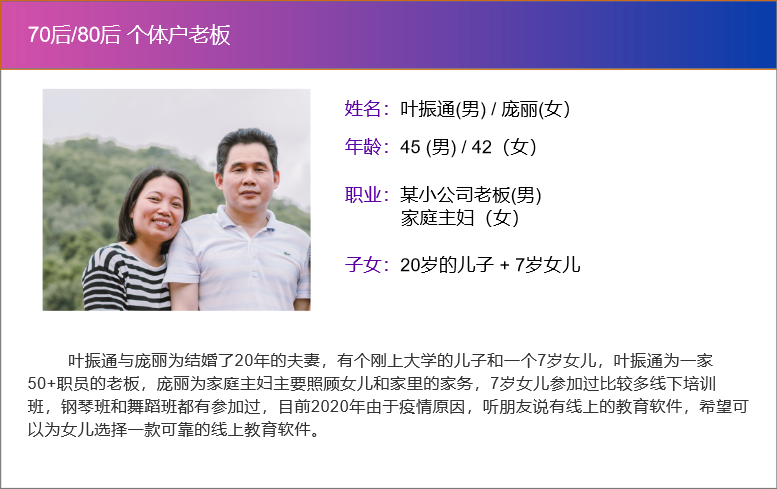 70后/80后 个体户老板
姓名：叶振通(男) / 庞丽(女）
年龄：45 (男) / 42（女）
职业：某小公司老板(男)
家庭主妇（女）
子女：20岁的儿子 + 7岁女儿
叶振通与庞丽为结婚了20年的夫妻，有个刚上大学的儿子和一个7岁女儿，叶振通为一家
50+职员的老板，庞丽为家庭主妇主要照顾女儿和家里的家务，7岁女儿参加过比较多线下培训
班，钢琴班和舞蹈班都有参加过，目前2020年由于疫情原因，听朋友说有线上的教育软件，希望可
以为女儿选择一款可靠的线上教育软件。